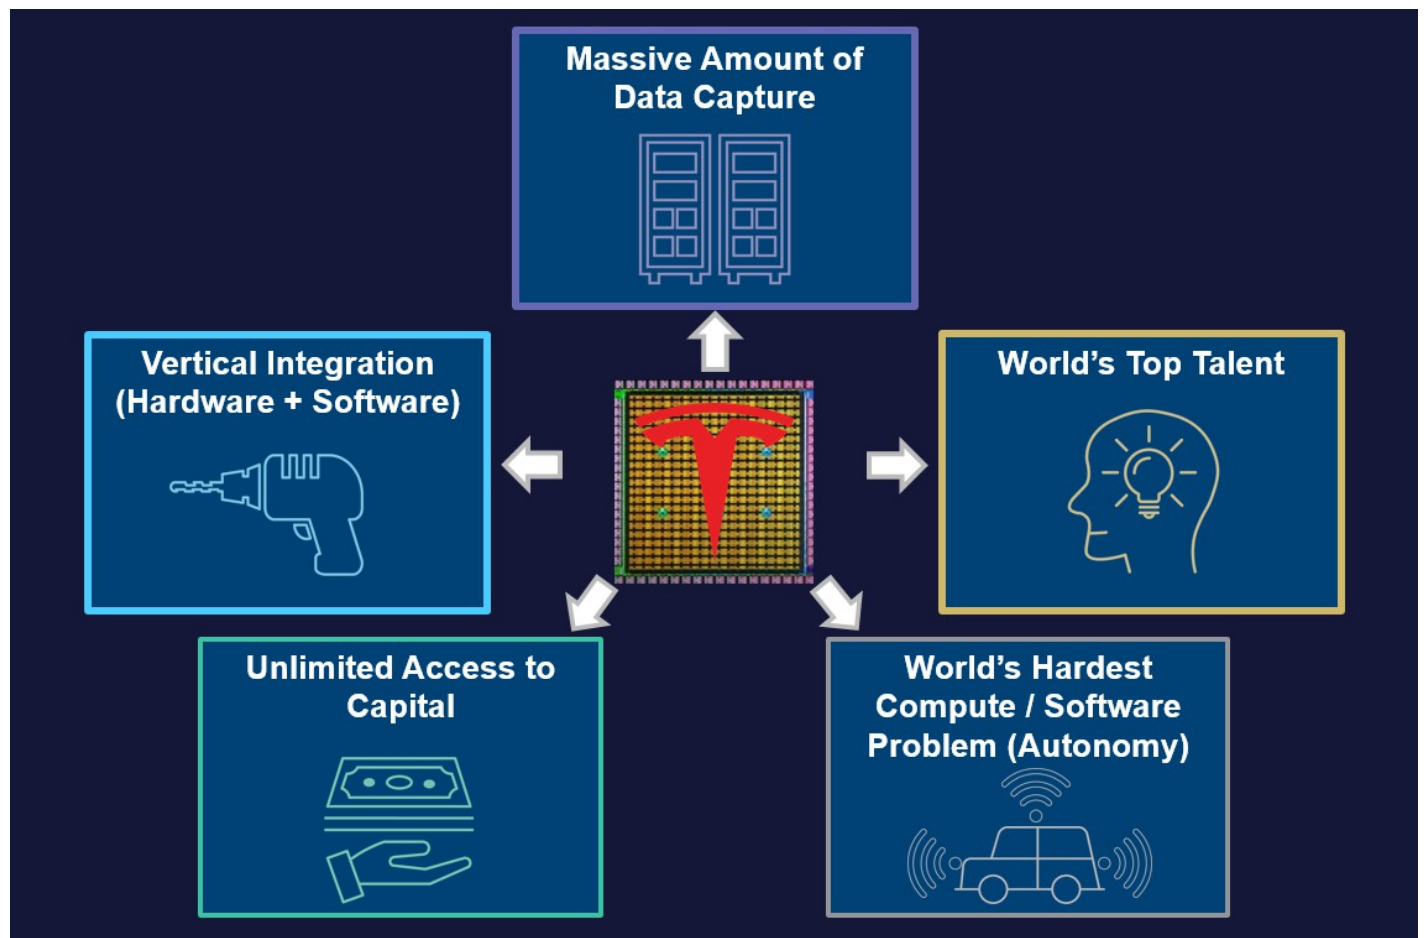 Massive Amount of
Data Capture
Vertical Integration
(Hardware + Software)
World's Top Talent
Unlimited Access to
Capital
World's Hardest
Compute / Software
Problem (Autonomy)